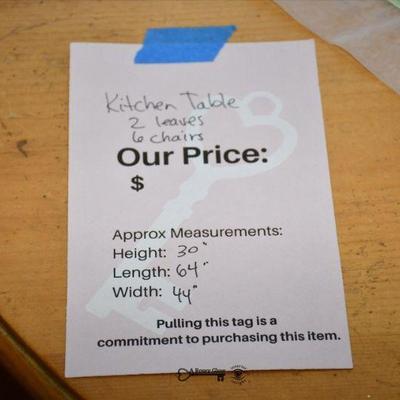 Kitchen Table
2 leaves
6 chairs
Our Price:
$
Approx Measurements:
Height: 30"
Length: 64"
Width: 44"
Pulling this tag is a
commitment to purchasing this item.